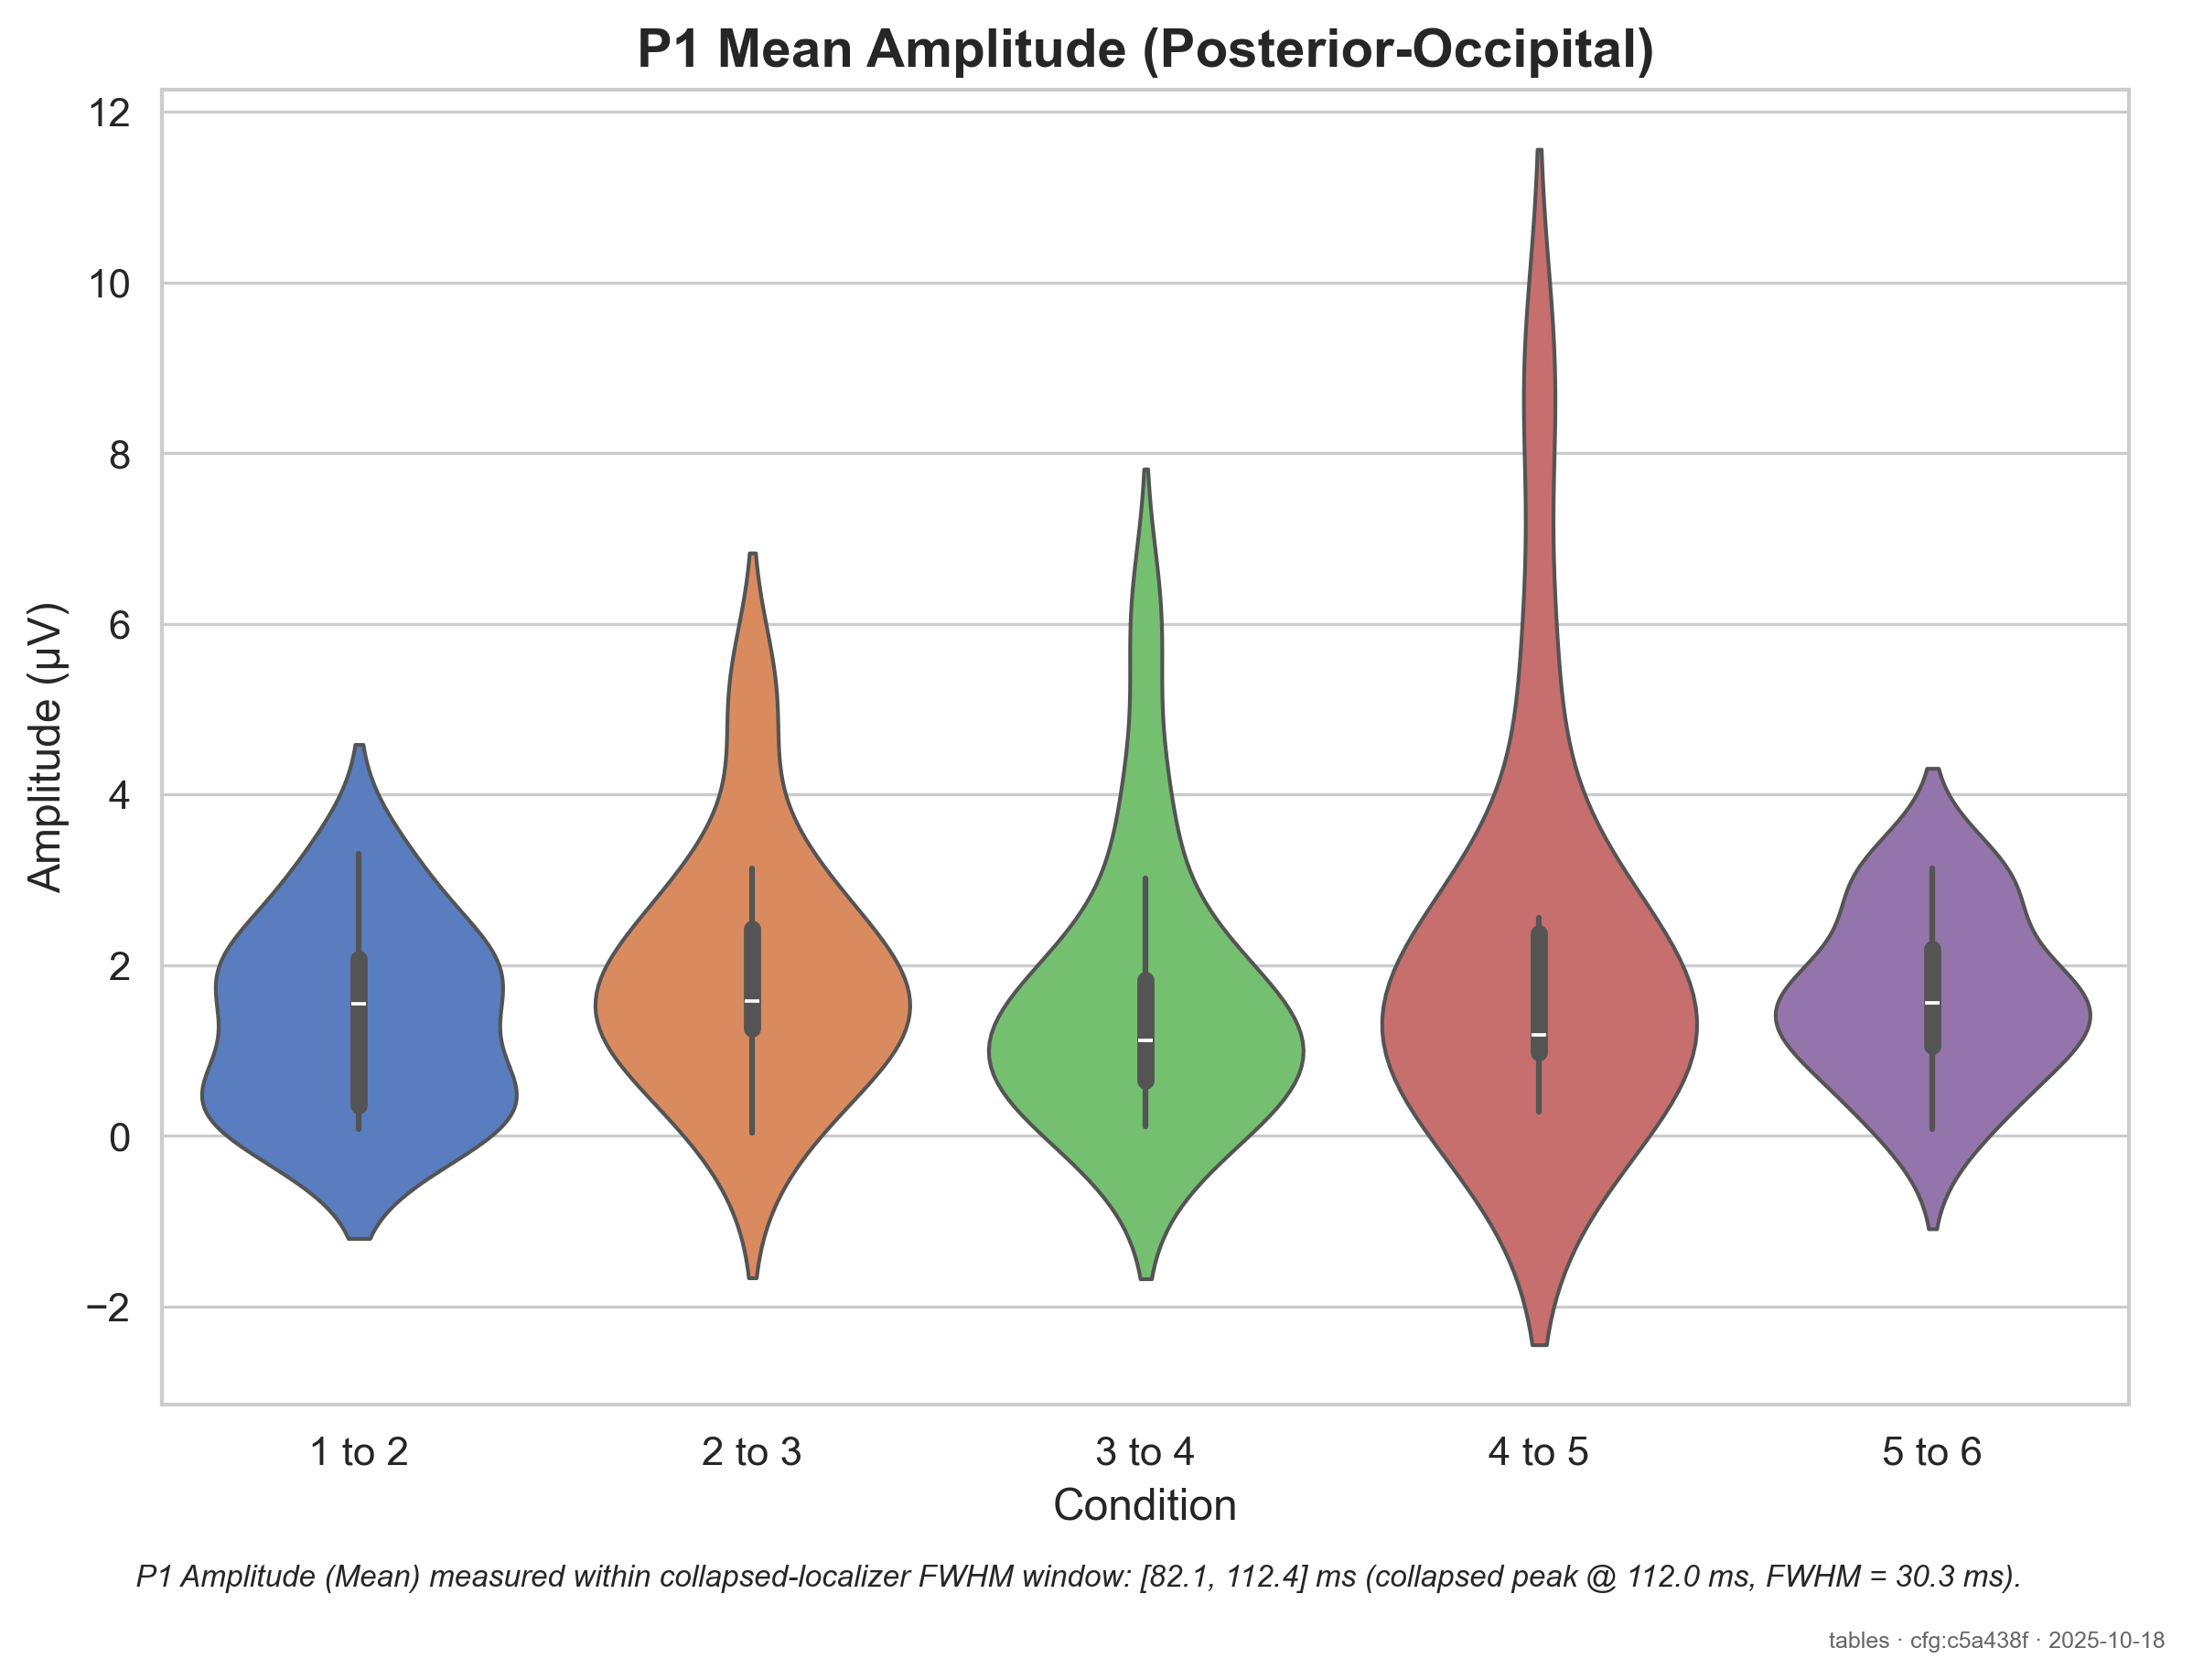 P1 Mean Amplitude (Posterior-Occipital)
12
10
8
6
4
2
0
−2
Amplitude (µV)
1 to 2
2 to 3
3 to 4
4 to 5
5 to 6
Condition
P1 Amplitude (Mean) measured within collapsed-localizer FWHM window: [82.1, 112.4] ms (collapsed peak @ 112.0 ms, FWHM = 30.3 ms).
tables · cfg:c5a438f · 2025-10-18